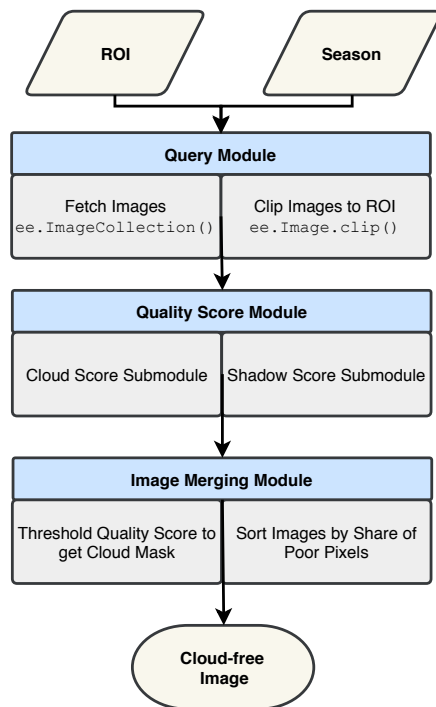 ROI
Season
Query Module
Fetch Images
ee.ImageCollection()
Clip Images to ROI
ee.Image.clip()
Quality Score Module
Cloud Score Submodule
Shadow Score Submodule
Image Merging Module
Threshold Quality Score to
get Cloud Mask
Sort Images by Share of
Poor Pixels
Cloud-free
Image